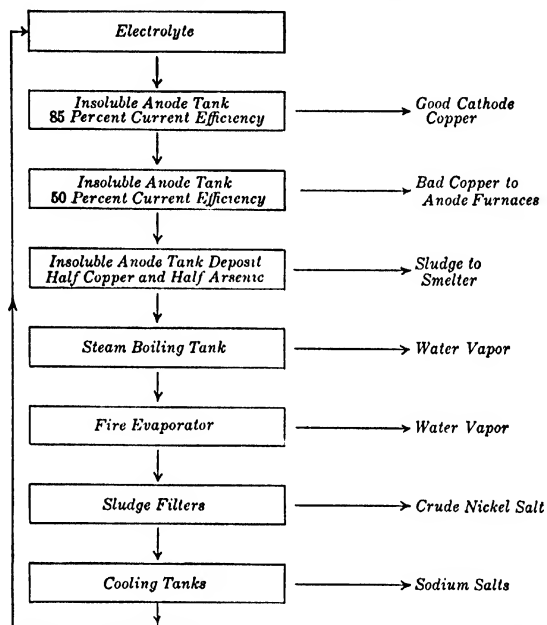 Electrolyte
Insoluble Anode Tank
85 Percent Current Efficiency
Good Cathode
Copper
Insoluble Anode Tank
50 Percent Current Efficiency
Bad Copper to
Anode Furnaces
Insoluble Anode Tank Deposit
Half Copper and Half Arsenic
Sludge to
Smelter
Steam Boiling Tank
Water Vapor
Fire Evaporator
Water Vapor
Sludge Filters
Crude Nickel Salt
Cooling Tanks
Sodium Salts